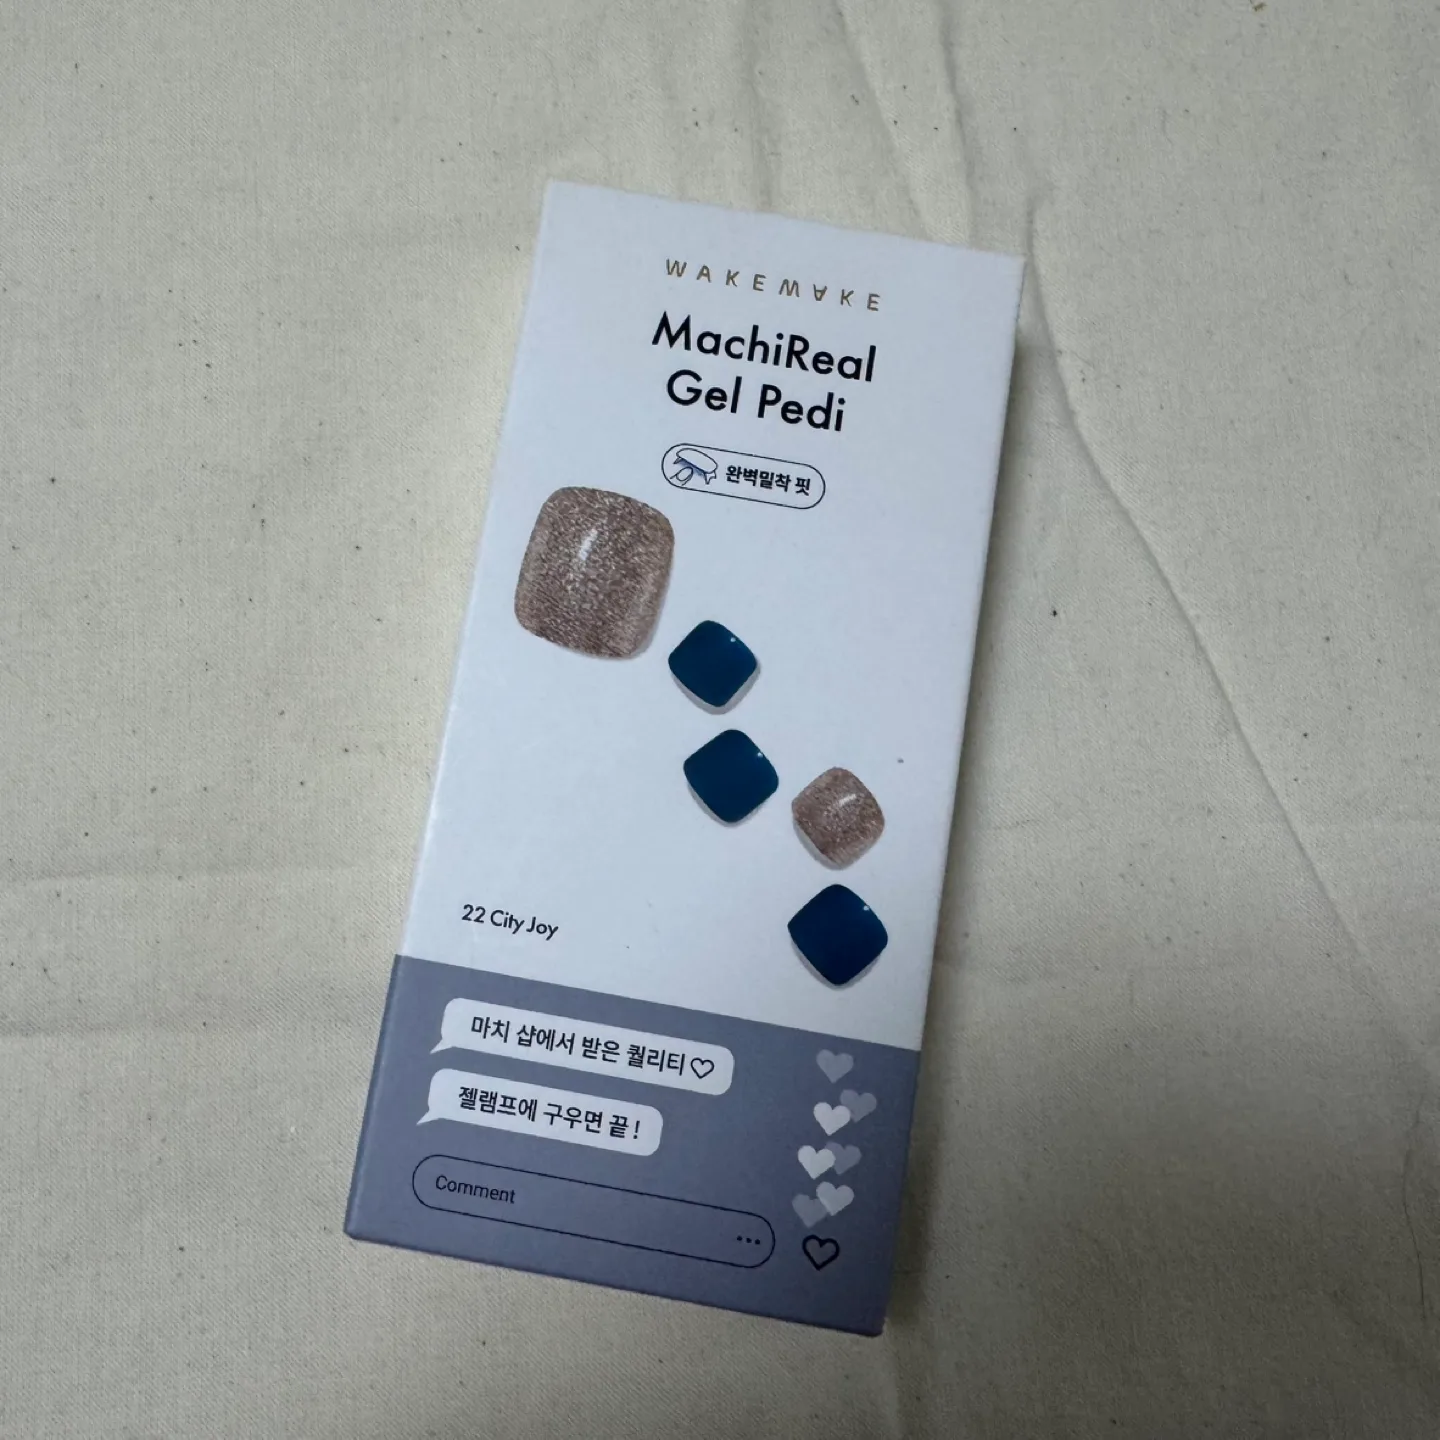 WAKEMAKE
MachiReal
Gel Pedi
완벽밀착 핏
22 City Joy
마치 샵에서 받은 퀄리티♡
젤램프에 구우면 끝!
Comment